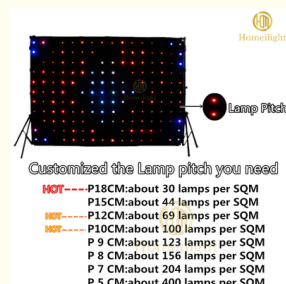 Homeilight
Lamp Pitch
Customized the Lamp pitch you need
HOT----P18CM:about 30 lamps per SQM
P15CM:about 44 lamps per SQM
HOT----P12CM:about 69 lamps per SQM
HOT----P10CM:about 100 lamps per SQM
P 9 CM:about 123 lamps per SQM
P 8 CM:about 156 lamps per SQM
P 7 CM:about 204 lamps per SQM
P 5 CM:about 400 lamps per SQM